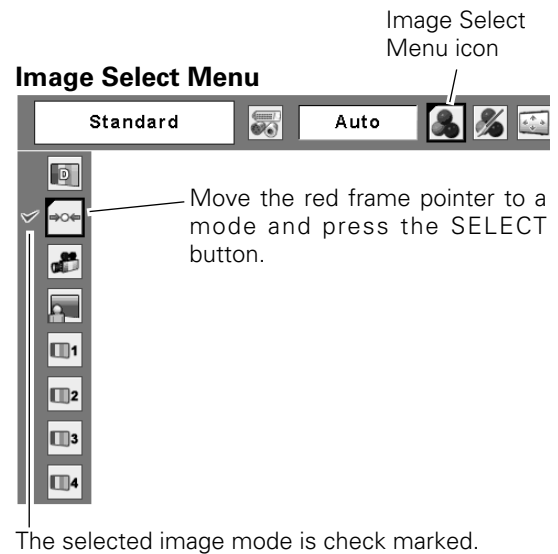 Image Select
Menu icon
Image Select Menu
Standard
Auto
D
Move the red frame pointer to a
mode and press the SELECT
button.
1
2
3
4
The selected image mode is check marked.